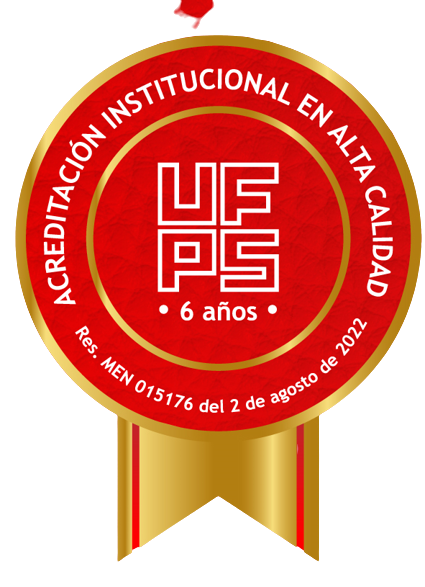 ACREDITACIÓN INSTITUCIONAL EN ALTA CALIDAD
UF
PS
• 6 años •
Res. MEN 015176 del 2 de agosto de 2022